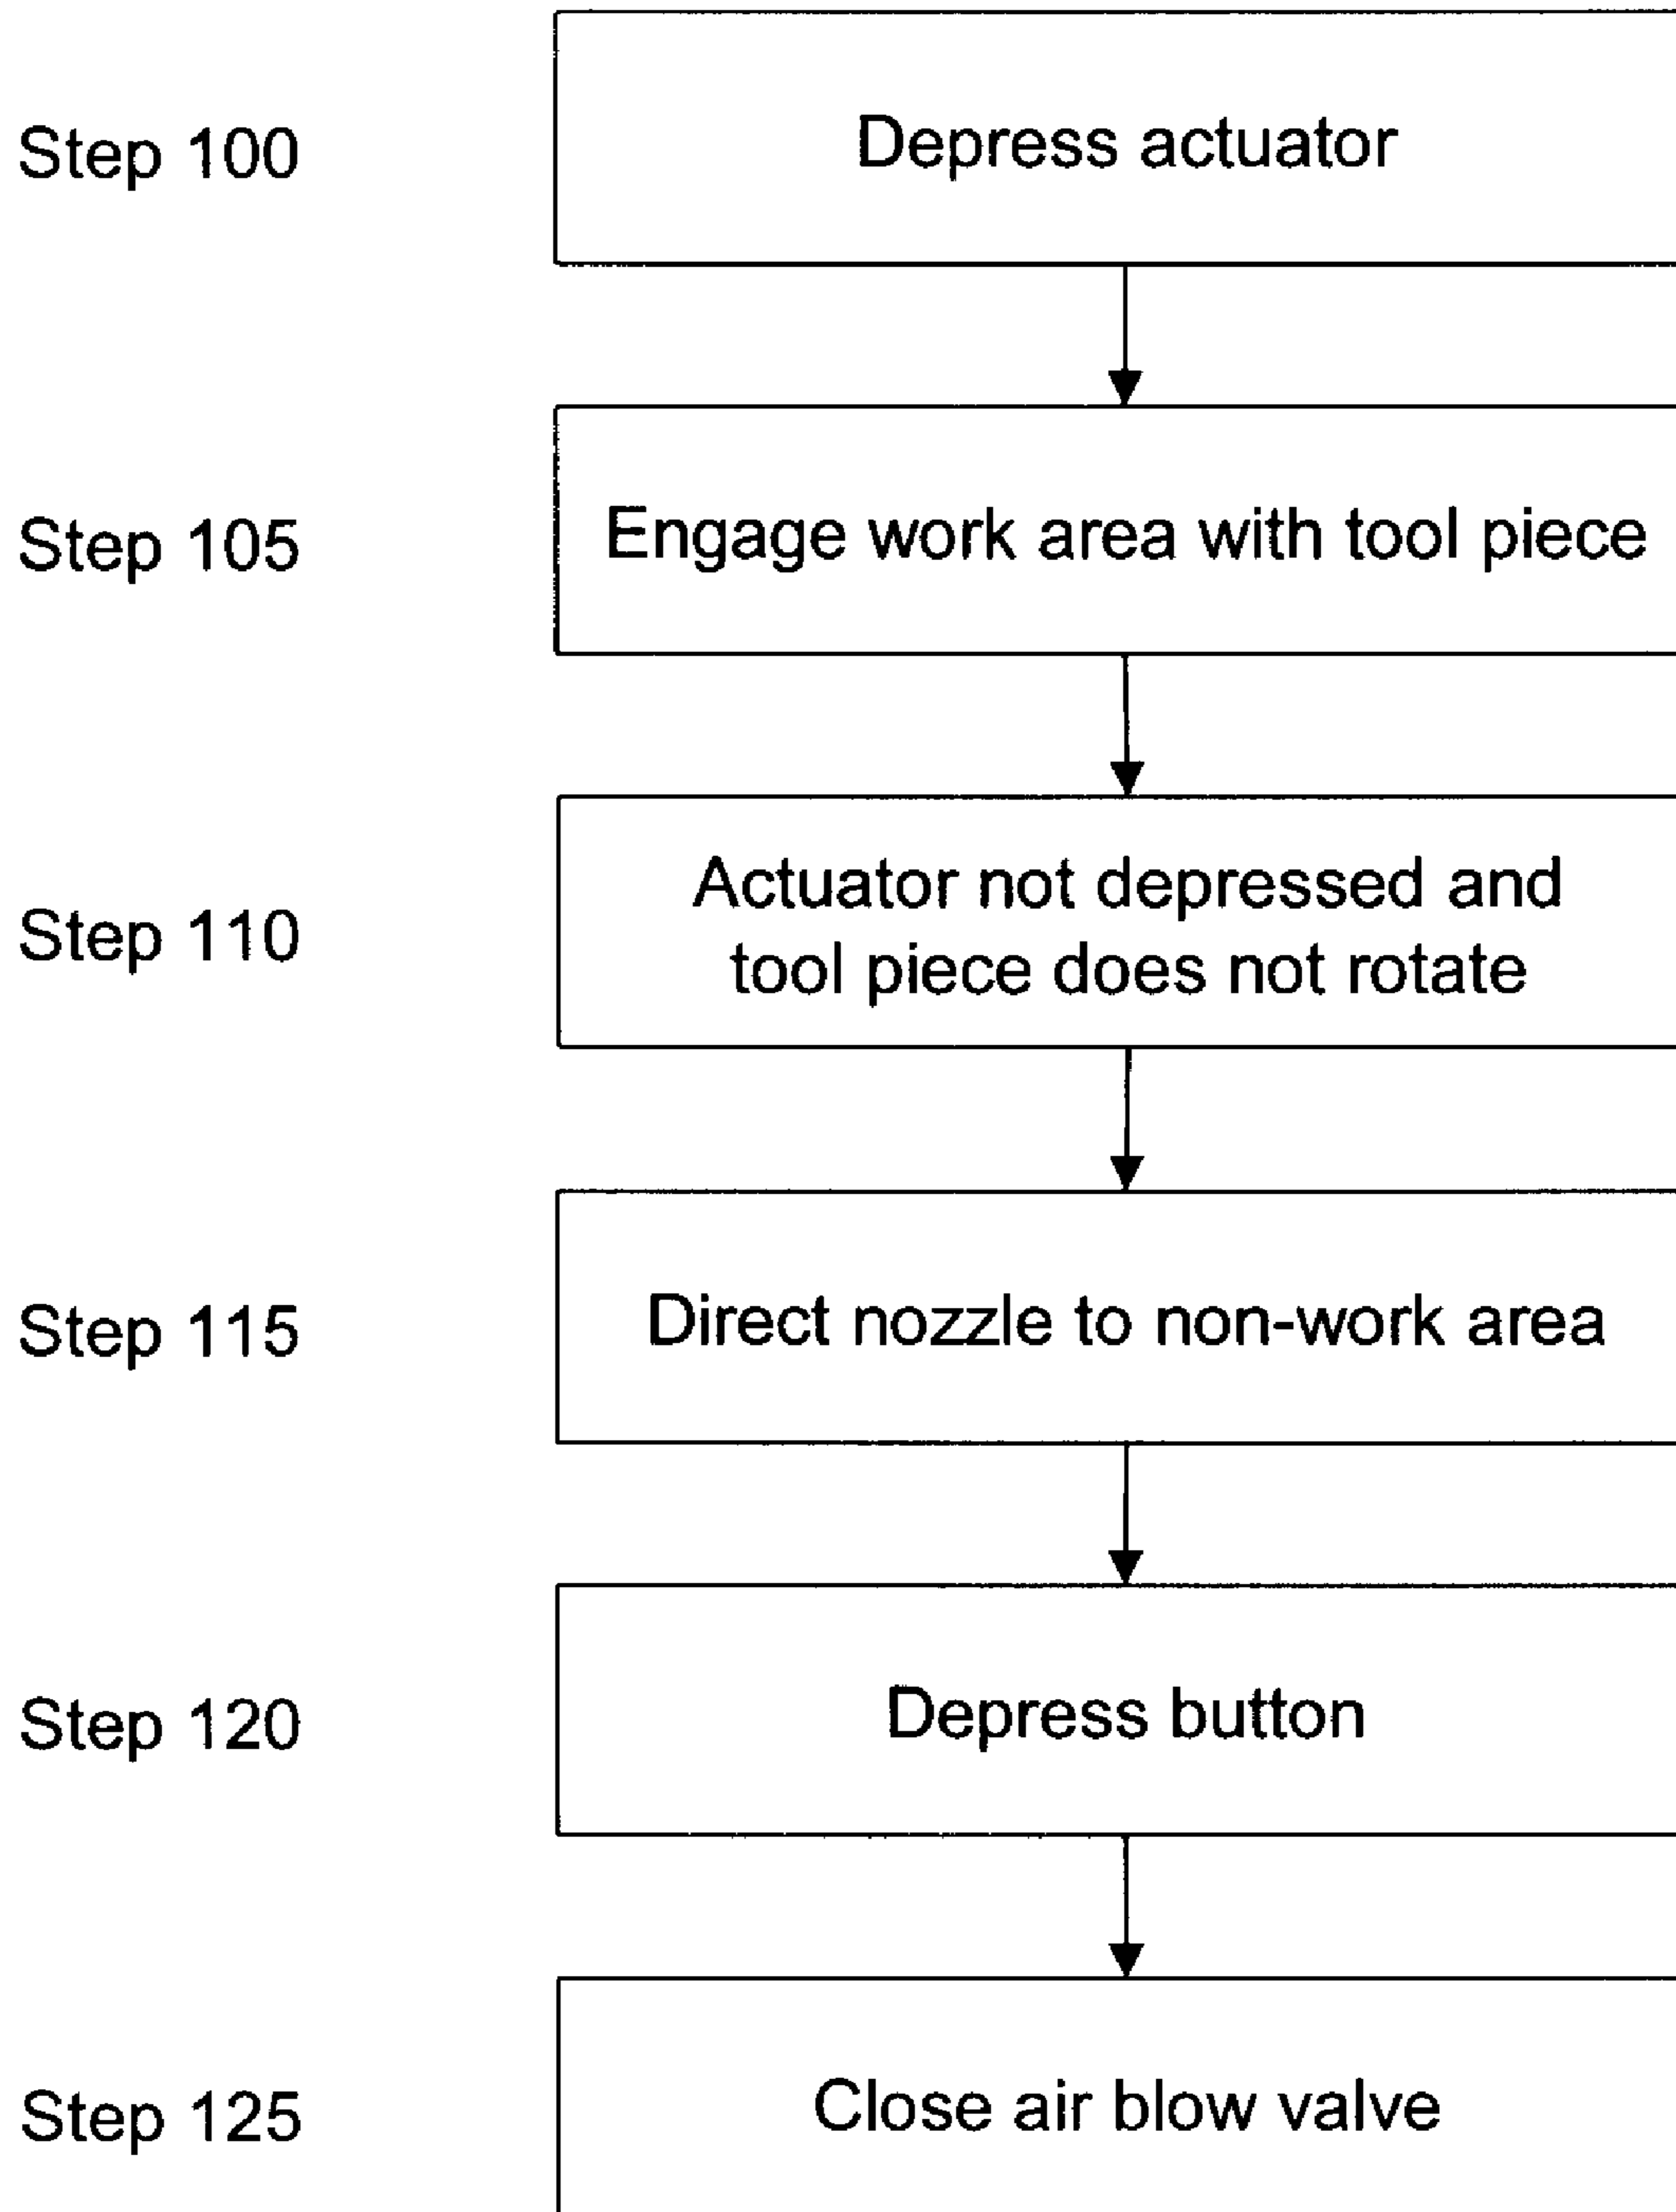 Step 100
Depress actuator
Step 105
Engage work area with tool piece
Step 110
Actuator not depressed and
tool piece does not rotate
Step 115
Direct nozzle to non-work area
Step 120
Depress button
Step 125
Close air blow valve